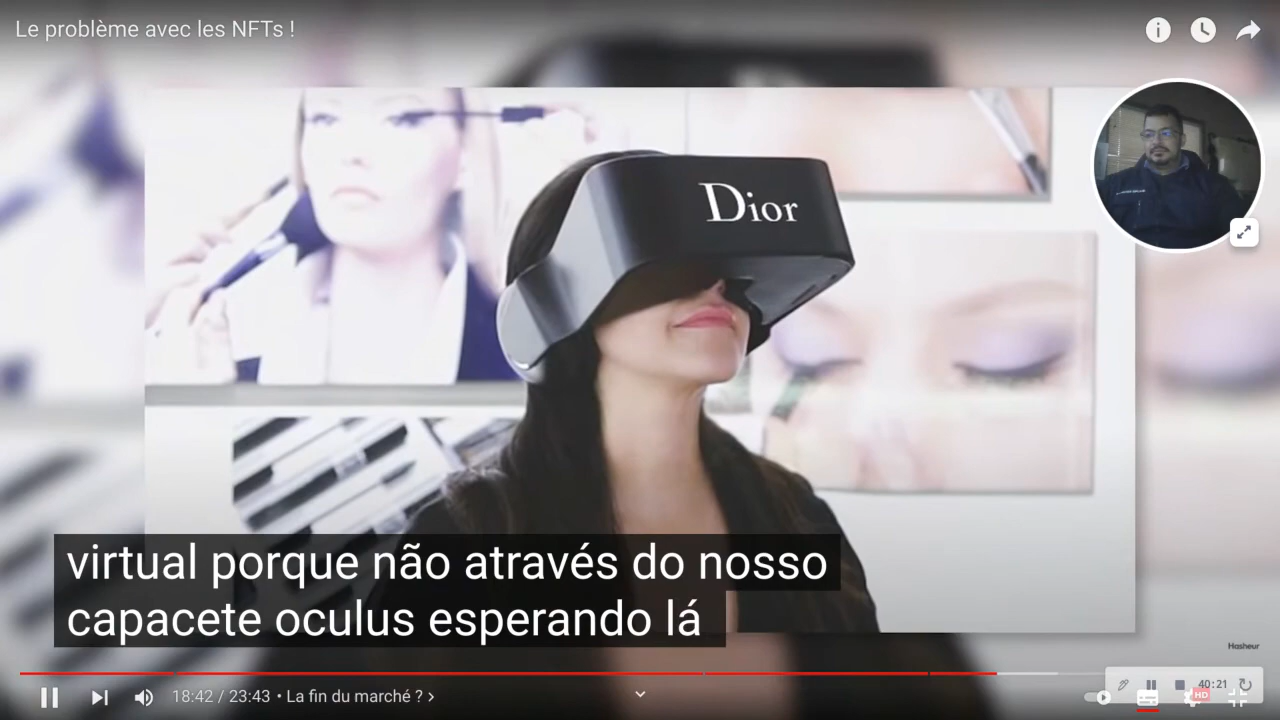 Le problème avec les NFTs !
Dior
virtual porque não através do nosso
capacete oculus esperando lá
Hasheur
18:42 / 23:43 • La fin du marché ? ›
40:21
HD